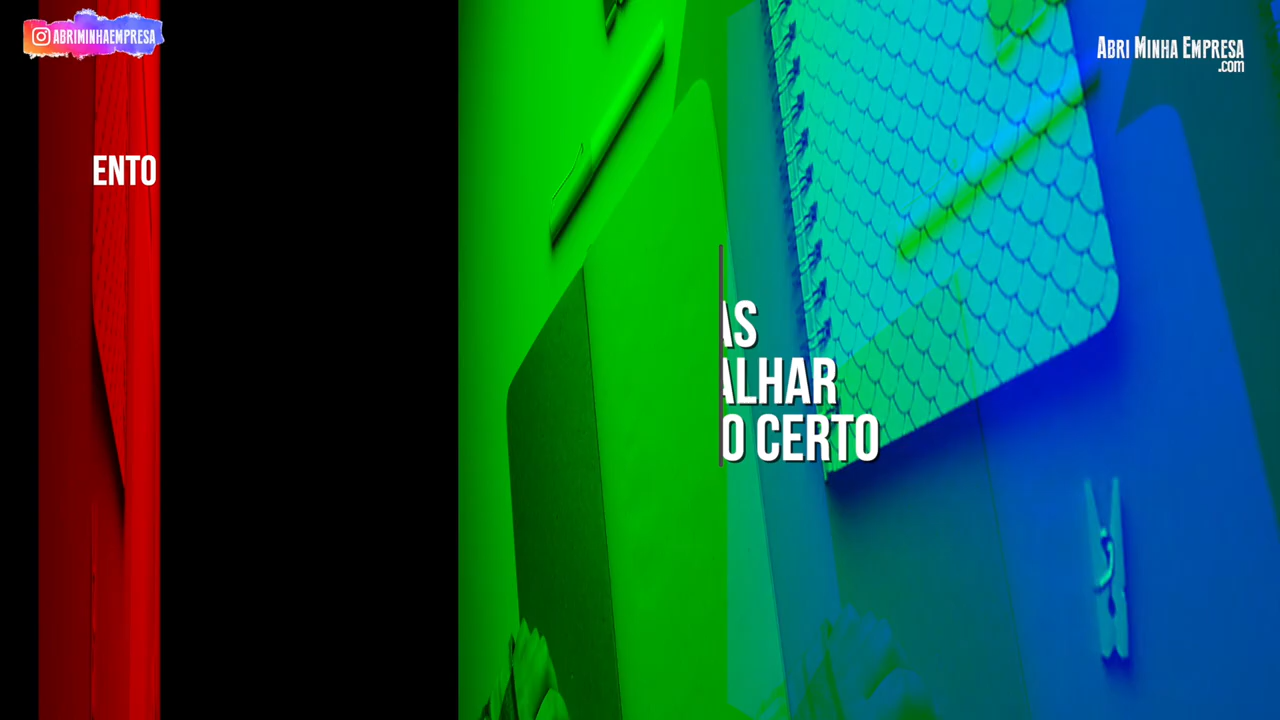 ABRIMINHAEMPRESA
ABRI MINHA EMPRESA
.COM
ENTO
AS
ALHAR
O CERTO